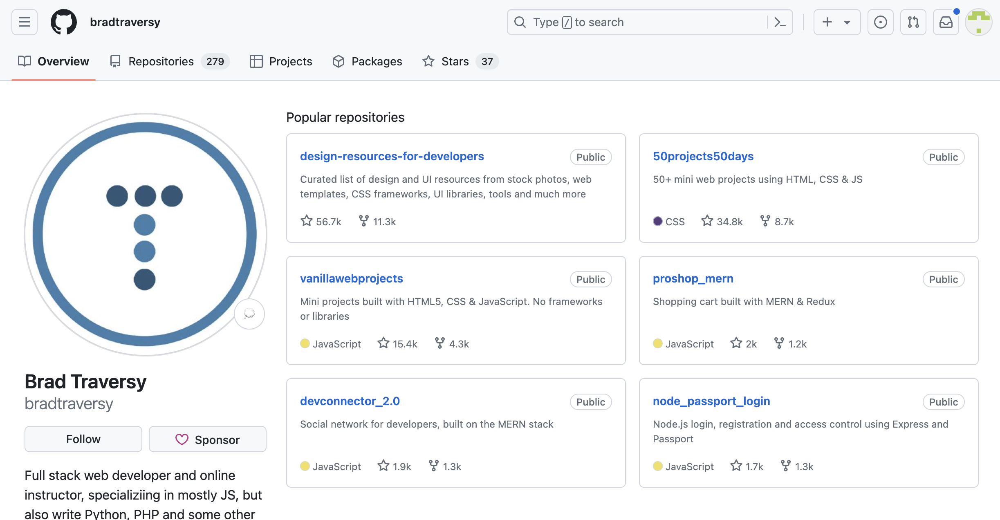 bradtraversy
Type / to search
Overview
Repositories 279
Projects
Packages
Stars 37
Popular repositories
design-resources-for-developers
Public
Curated list of design and UI resources from stock photos, web
templates, CSS frameworks, UI libraries, tools and much more
56.7k
11.3k
50projects50days
Public
50+ mini web projects using HTML, CSS & JS
CSS
34.8k
8.7k
vanillawebprojects
Public
Mini projects built with HTML5, CSS & JavaScript. No frameworks
or libraries
JavaScript
15.4k
4.3k
proshop_mern
Public
Shopping cart built with MERN & Redux
JavaScript
2k
1.2k
devconnector_2.0
Public
Social network for developers, built on the MERN stack
JavaScript
1.9k
1.3k
node_passport_login
Public
Node.js login, registration and access control using Express and
Passport
JavaScript
1.7k
1.3k
Brad Traversy
bradtraversy
Follow
Sponsor
Full stack web developer and online
instructor, specializiing in mostly JS, but
also write Python, PHP and some other